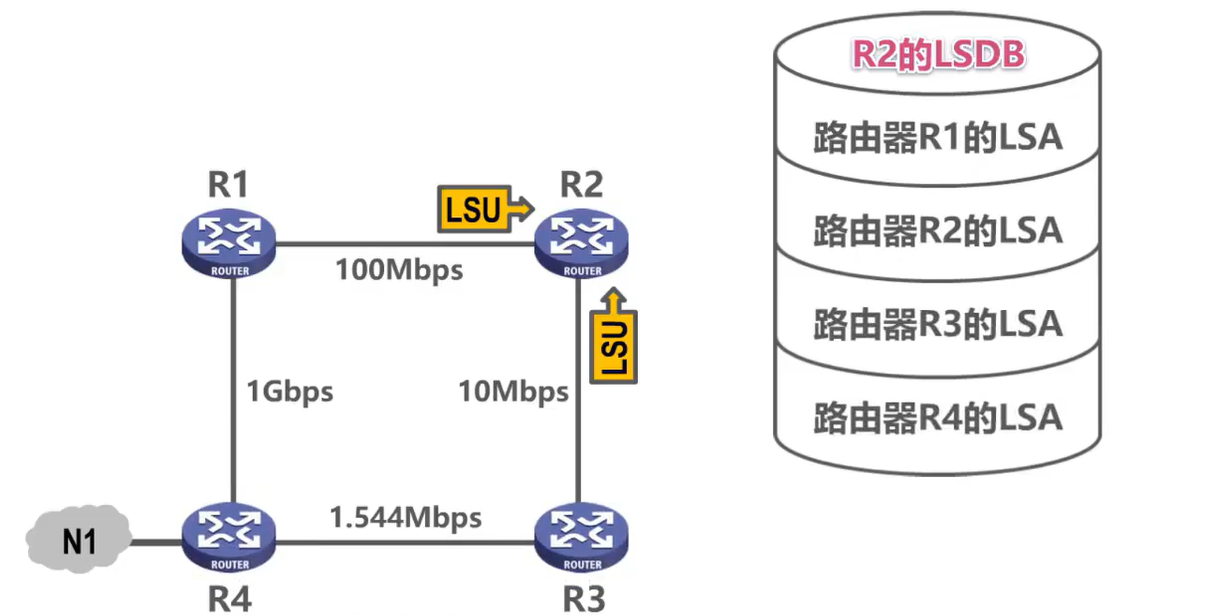 R2的LSDB
路由器R1的LSA
路由器R2的LSA
路由器R3的LSA
路由器R4的LSA
R1
R2
LSU
ROUTER
ROUTER
100Mbps
LSU
1Gbps
10Mbps
N1
1.544Mbps
ROUTER
ROUTER
R4
R3